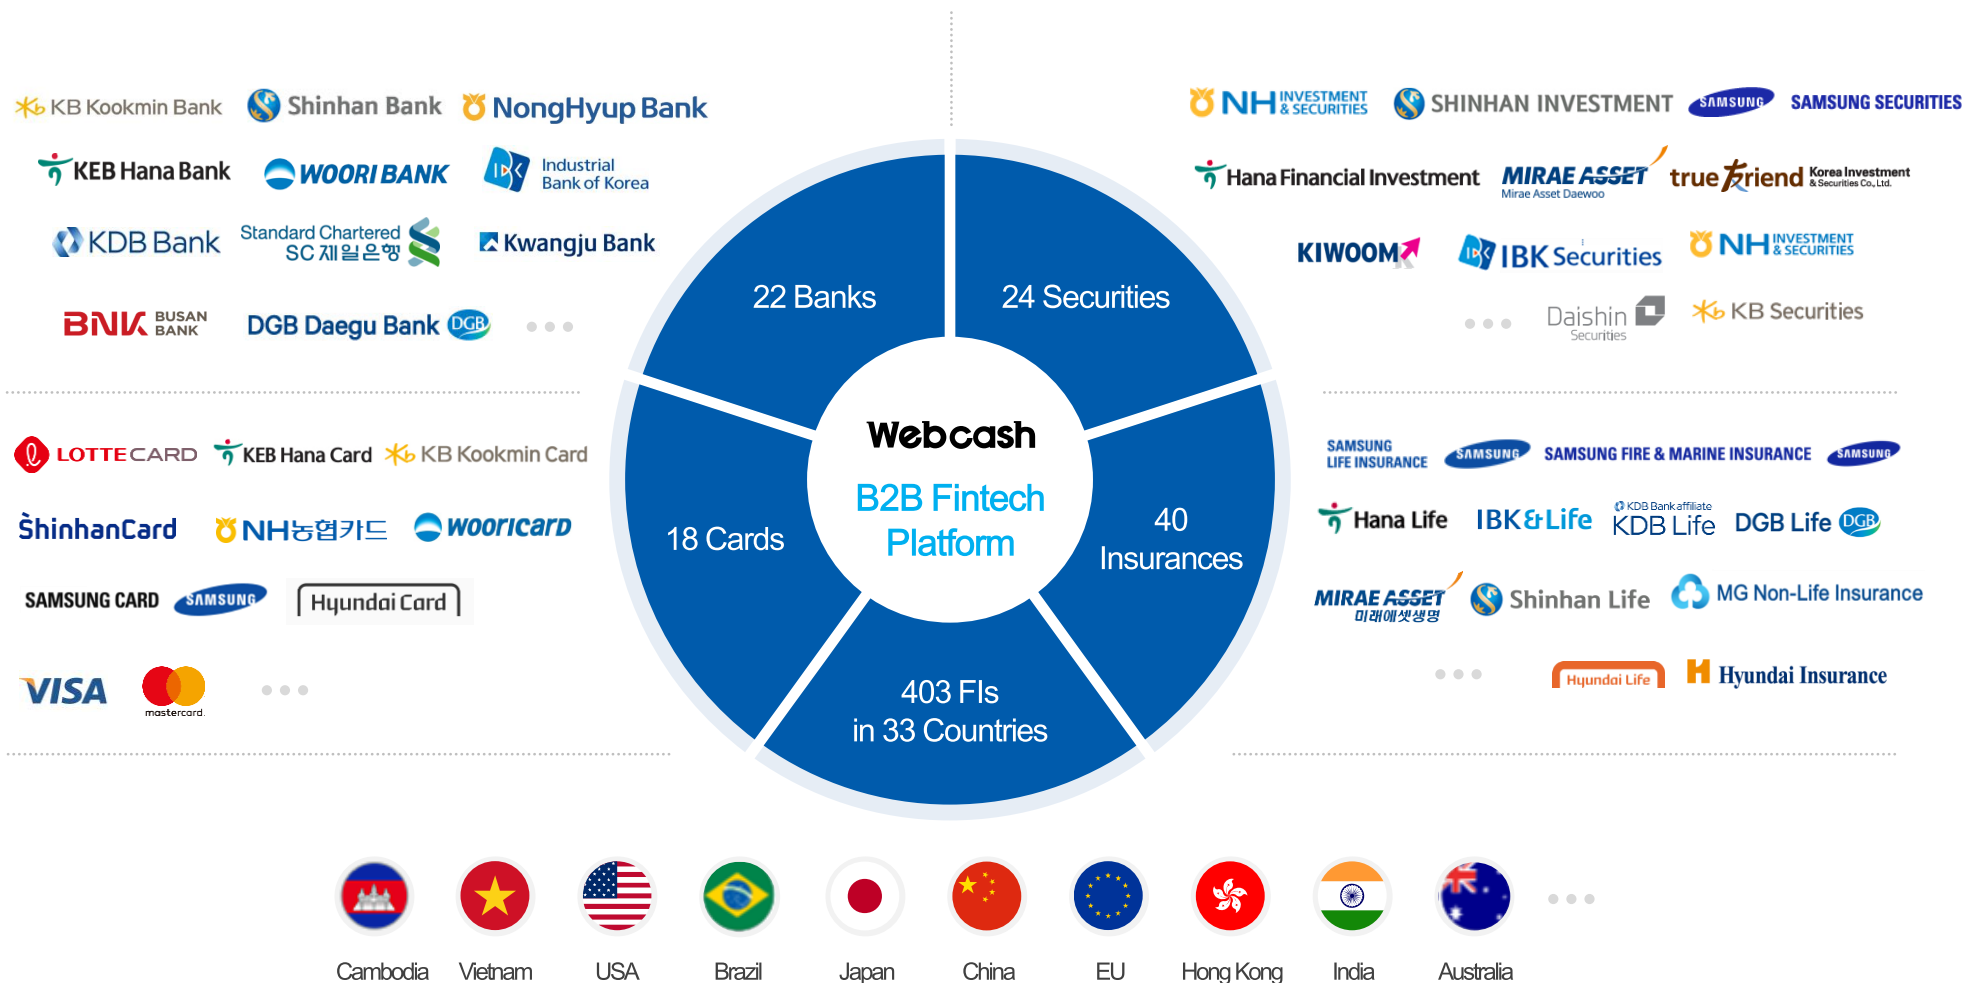 KB Kookmin Bank
Shinhan Bank
NongHyup Bank
KEB Hana Bank
WOORI BANK
IBK
Industrial
Bank of Korea
KDB Bank
Standard Chartered
SC제일은행
Kwangju Bank
BNK BUSAN
BANK
DGB Daegu Bank DGB
NH INVESTMENT
& SECURITIES
SHINHAN INVESTMENT
SAMSUNG SAMSUNG SECURITIES
Hana Financial Investment
MIRAE ASSET
Mirae Asset Daewoo
true friend Korea Investment
& Securities Co., Ltd.
KIWOOM
IBK IBK Securities
NH INVESTMENT
& SECURITIES
Daishin
Securities
KB Securities
22 Banks
24 Securities
18 Cards
40
Insurances
403 FIs
in 33 Countries
Webcash
B2B Fintech
Platform
LOTTE CARD
KEB Hana Card
KB Kookmin Card
ShinhanCard
NH농협카드
wooricard
SAMSUNG CARD SAMSUNG
Hyundai Card
VISA
mastercard.
SAMSUNG
LIFE INSURANCE
SAMSUNG
SAMSUNG FIRE & MARINE INSURANCE SAMSUNG
Hana Life
IBK&Life
KDB Bank affiliate
KDB Life
DGB Life DGB
MIRAE ASSET
미래에셋생명
Shinhan Life
MG Non-Life Insurance
Hyundai Life
Hyundai Insurance
Cambodia
Vietnam
USA
Brazil
Japan
China
EU
Hong Kong
India
Australia